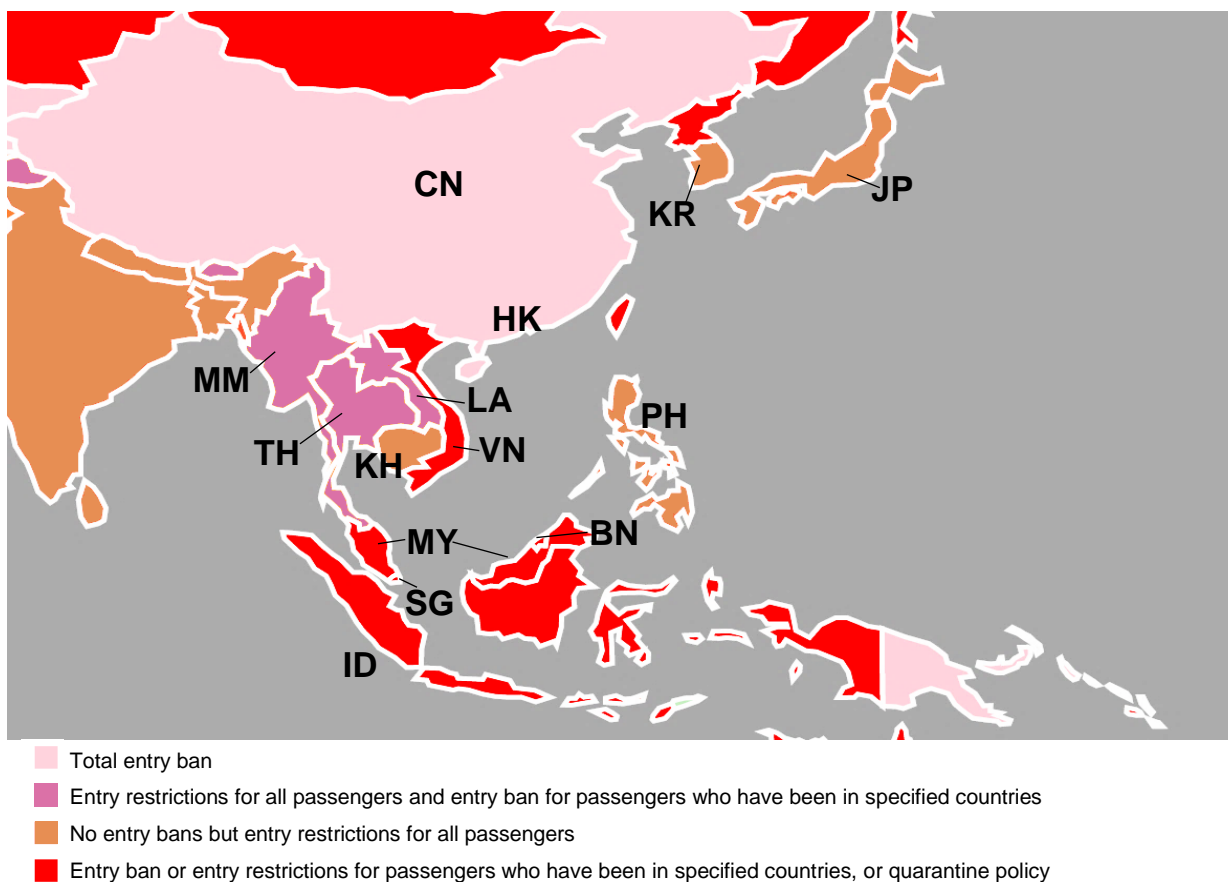 CN
KR
JP
HK
MM
LA
PH
TH
KH
VN
MY
BN
SG
ID
Total entry ban
Entry restrictions for all passengers and entry ban for passengers who have been in specified countries
No entry bans but entry restrictions for all passengers
Entry ban or entry restrictions for passengers who have been in specified countries, or quarantine policy